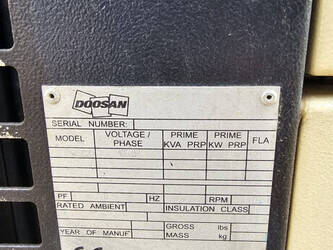 DOOSAN
SERIAL NUMBER:
MODEL VOLTAGE / PHASE PRIME KVA PRP PRIME KW PRP FLA
PF HZ RPM
RATED AMBIENT INSULATION CLASS
YEAR OF MANUF GROSS MASS lbs kg